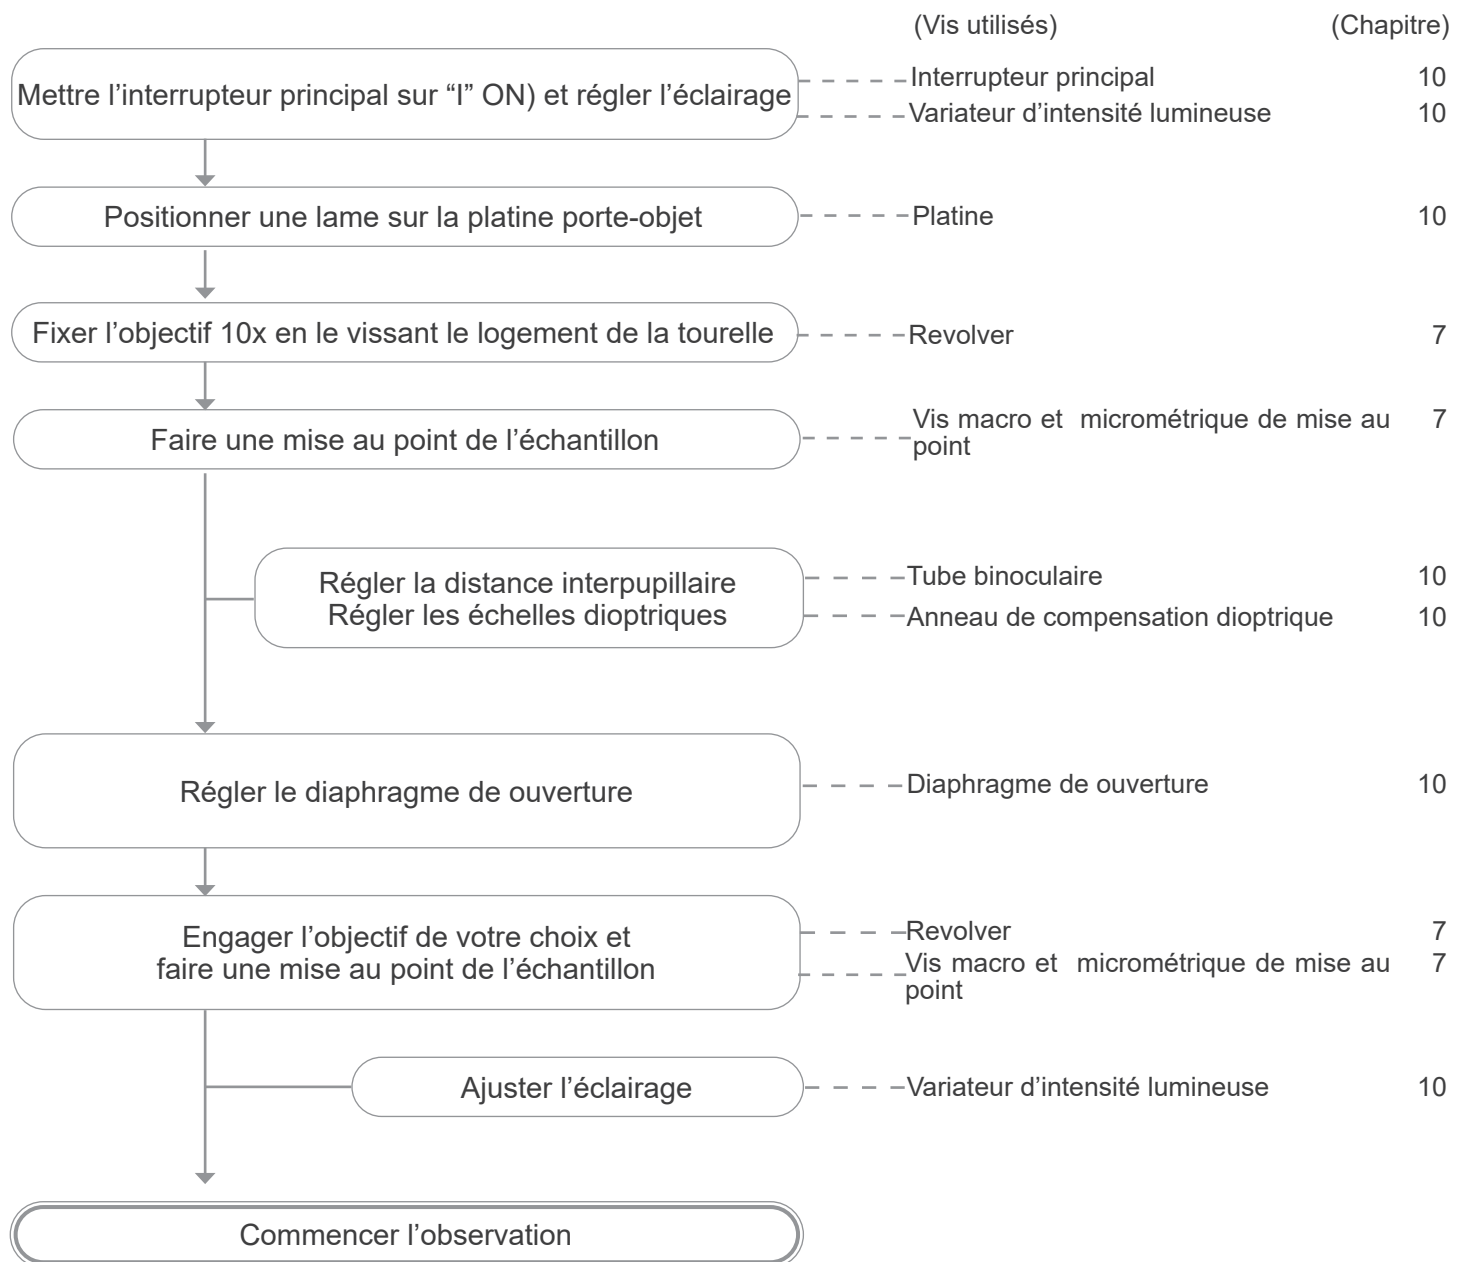 (Vis utilisés) (Chapitre)
Mettre l’interrupteur principal sur “I” ON) et régler l’éclairage
Interrupteur principal 10
Variateur d’intensité lumineuse 10
Positionner une lame sur la platine porte-objet
Platine 10
Fixer l’objectif 10x en le vissant le logement de la tourelle
Revolver 7
Faire une mise au point de l’échantillon
Vis macro et micrométrique de mise au 7
point
Régler la distance interpupillaire
Régler les échelles dioptriques
Tube binoculaire 10
Anneau de compensation dioptrique 10
Régler le diaphragme de ouverture
Diaphragme de ouverture 10
Engager l’objectif de votre choix et
faire une mise au point de l’échantillon
Revolver 7
Vis macro et micrométrique de mise au 7
point
Ajuster l’éclairage
Variateur d’intensité lumineuse 10
Commencer l’observation